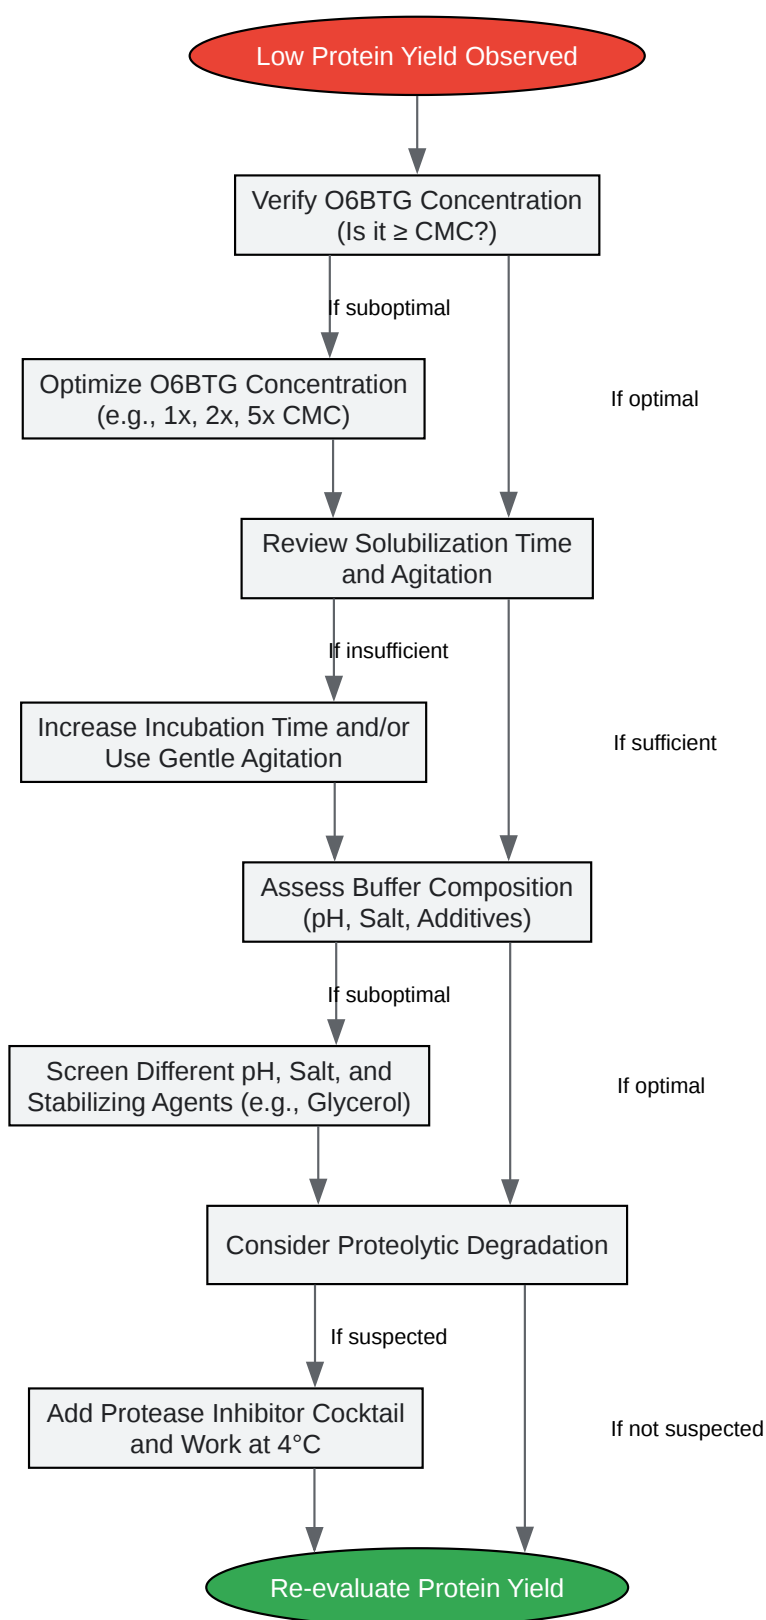 Low Protein Yield Observed
Verify O6BTG Concentration
(Is it ≥ CMC?)
If suboptimal
Optimize O6BTG Concentration
(e.g., 1x, 2x, 5x CMC)
If optimal
Review Solubilization Time
and Agitation
If insufficient
Increase Incubation Time and/or
Use Gentle Agitation
If sufficient
Assess Buffer Composition
(pH, Salt, Additives)
If suboptimal
Screen Different pH, Salt, and
Stabilizing Agents (e.g., Glycerol)
If optimal
Consider Proteolytic Degradation
If suspected
Add Protease Inhibitor Cocktail
and Work at 4°C
If not suspected
Re-evaluate Protein Yield